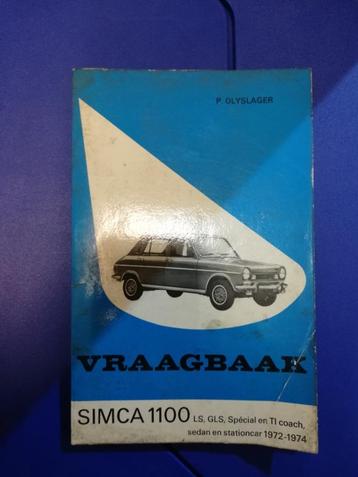 P. OLYSLAGER
VRAAGBAAK
SIMCA 1100 LS, GLS, Spécial en TI coach,
sedan en stationcar 1972-1974